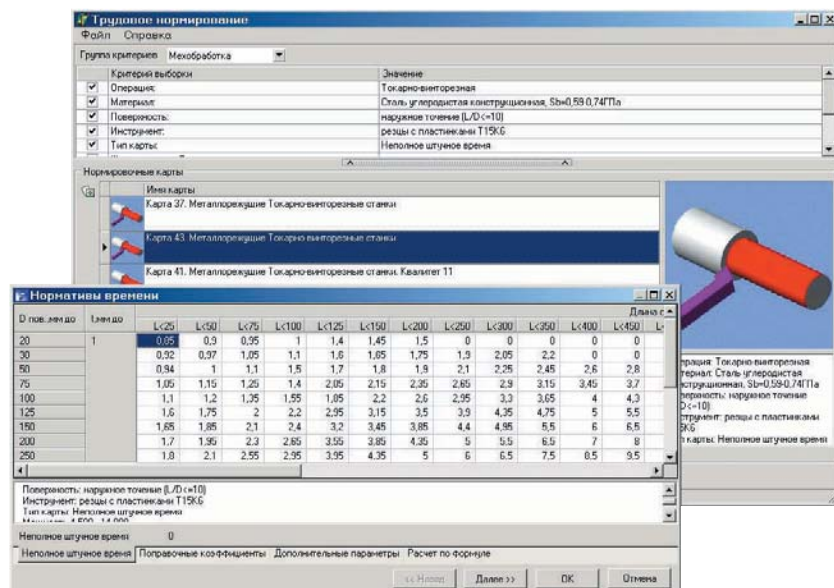 Трудовое нормирование
Файл Справка
Группа критериев Мехобработка
Критерий выборки Значение
Операция: Токарно-винторезная
Материал: Сталь углеродистая конструкционная, Sb=0,59-0,74ГПа
Поверхность: наружное точение (L/D<=10)
Инструмент: резцы с пластинками Т15К6
Тип карты: Неполное штучное время
Нормировочные карты
Имя карты
Карта 37. Металлорежущие Токарно-винторезные станки
Карта 43. Металлорежущие Токарно-винторезные станки
Карта 41. Металлорежущие Токарно-винторезные станки. Квалитет 11
Нормативы времени
D пов.,мм до t,мм до Длина
L<25 L<50 L<75 L<100 L<125 L<150 L<200 L<250 L<300 L<350 L<400 L<450
20 1 0,85 0,9 0,95 1 1,4 1,45 1,5 0 0 0 0 0
30 0,92 0,97 1,05 1,1 1,6 1,65 1,75 1,9 2,05 2,2 0 0
50 0,94 1 1,1 1,5 1,7 1,8 1,9 2,1 2,25 2,45 2,6 2,8
75 1,05 1,15 1,25 1,4 2,05 2,15 2,35 2,65 2,9 3,15 3,45 3,7
100 1,1 1,2 1,35 1,55 1,85 2,2 2,6 2,95 3,3 3,65 4 4,3
125 1,6 1,75 2 2,2 2,95 3,15 3,5 3,9 4,35 4,75 5 5,5
150 1,65 1,85 2,1 2,4 3,2 3,45 3,85 4,4 4,95 5,5 6 6,5
200 1,7 1,95 2,3 2,65 3,55 3,85 4,35 5 5,5 6,5 7 8
250 1,8 2,1 2,55 2,95 3,95 4,35 5 6 6,5 7,5 8,5 9,5
ерация: Токарно-винторезная
териал: Сталь углеродистая
струкционная, Sb=0,59-0,74ГПа
верхность: наружное точение
D<=10)
струмент: резцы с пластинками
5К6
п карты: Неполное штучное время
Поверхность: наружное точение (L/D<=10)
Инструмент: резцы с пластинками Т15К6
Тип карты: Неполное штучное время
Неполное штучное время 0
Неполное штучное время Поправочные коэффициенты Дополнительные параметры Расчет по формуле
<< Назад Далее >> OK Отмена